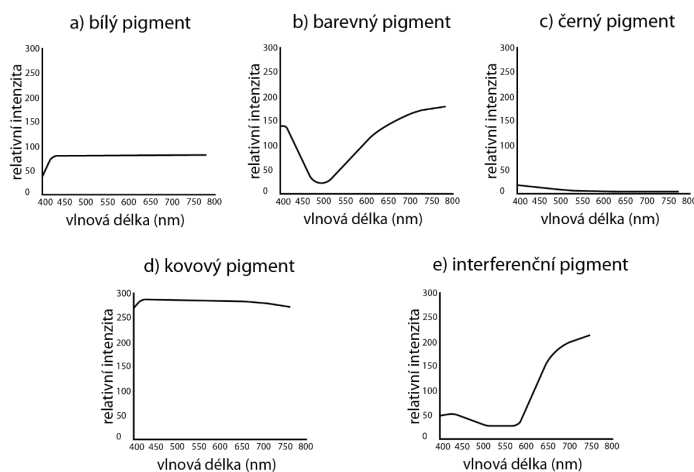 a) bílý pigment
b) barevný pigment
c) černý pigment
relativní intenzita
300
250
200
150
100
50
0
400 450 500 550 600 650 700 750 800
vlnová délka (nm)
relativní intenzita
300
250
200
150
100
50
0
400 450 500 550 600 650 700 750 800
vlnová délka (nm)
relativní intenzita
300
250
200
150
100
50
0
400 450 500 550 600 650 700 750 800
vlnová délka (nm)
d) kovový pigment
e) interferenční pigment
relativní intenzita
300
250
200
150
100
50
0
400 450 500 550 600 650 700 750 800
vlnová délka (nm)
relativní intenzita
300
250
200
150
100
50
0
400 450 500 550 600 650 700 750 800
vlnová délka (nm)